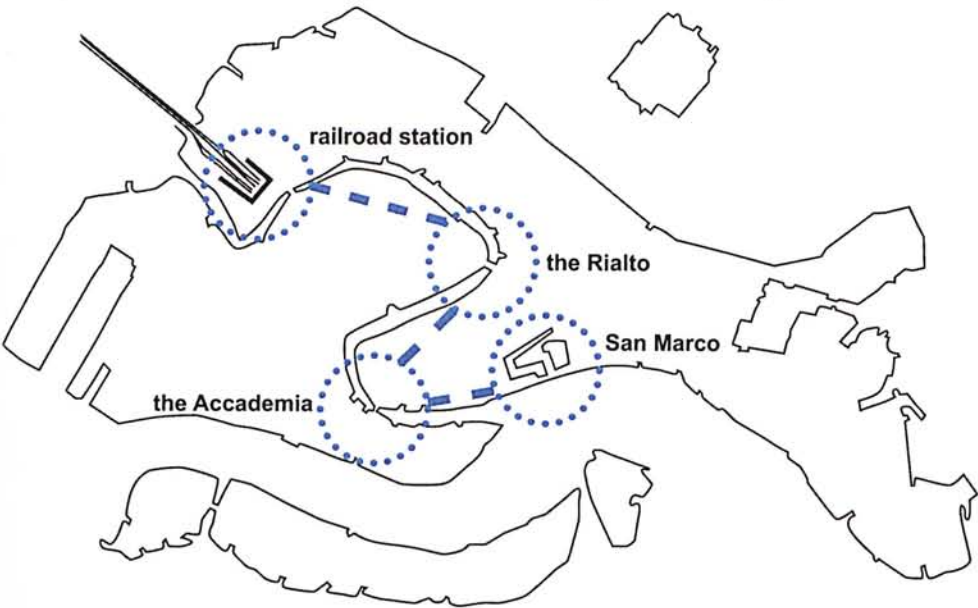 railroad station
the Rialto
San Marco
the Accademia